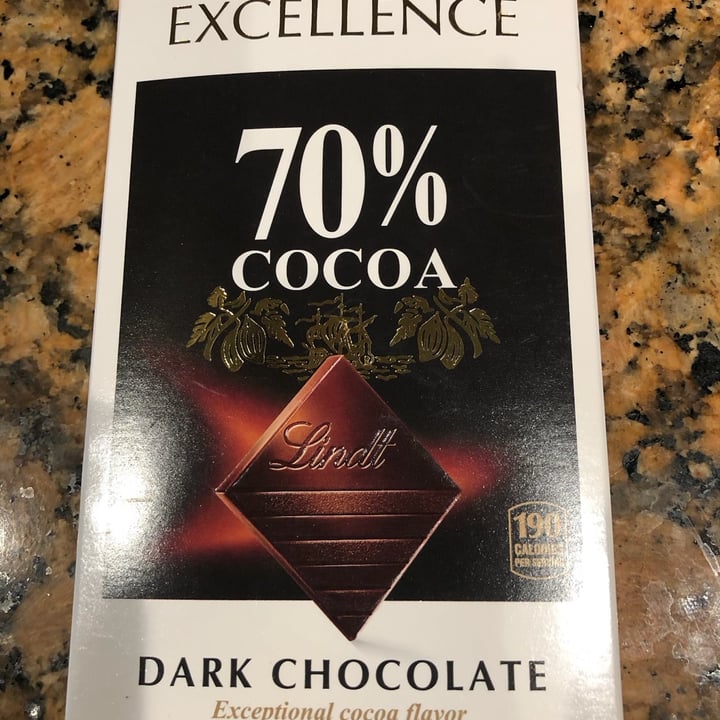 EXCELLENCE
70%
COCOA
Lindt
190
CALORIES
PER SERVING
DARK CHOCOLATE
Exceptional cocoa flavor